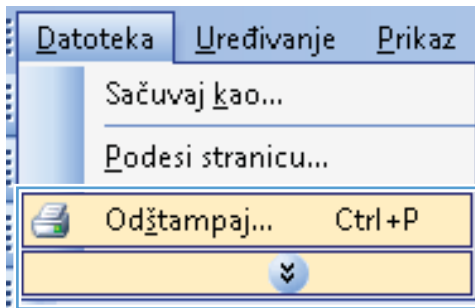 Datoteka Uređivanje Prikaz
Sačuvaj kao...
Podesi stranicu...
Odštampaj... Ctrl+P